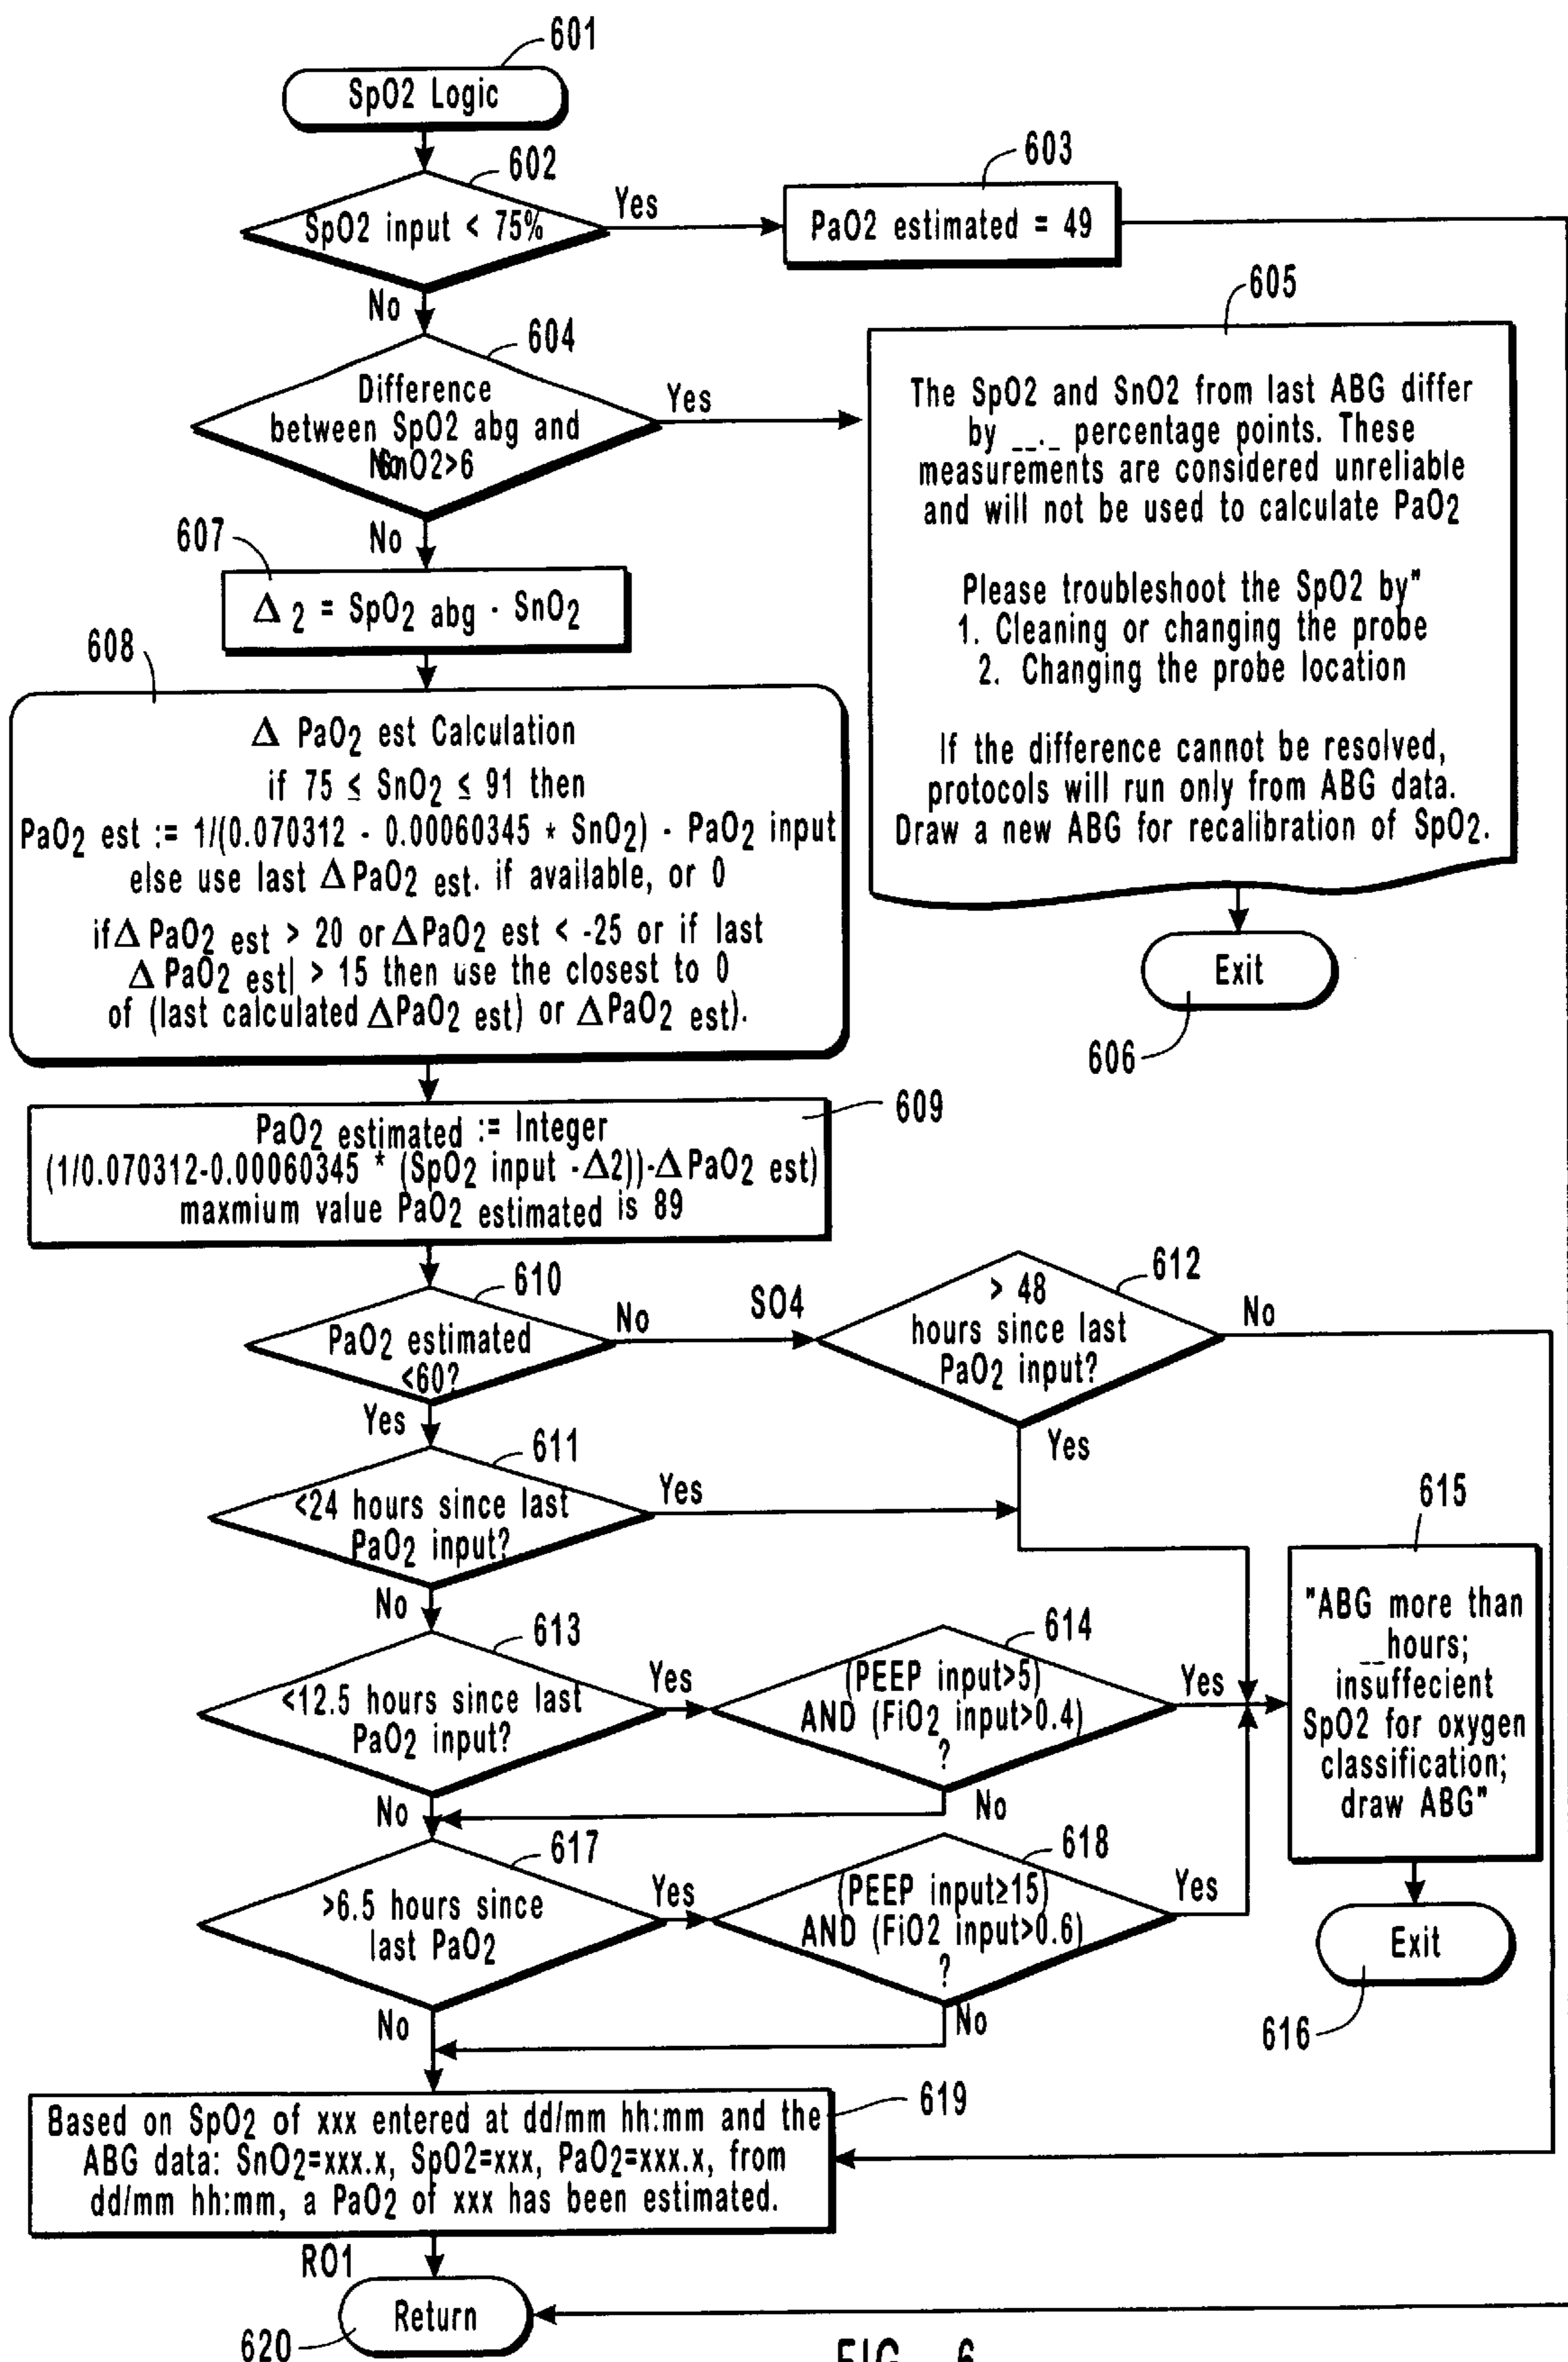 601
SpO2 Logic
602
SpO2 input < 75%
Yes
603
PaO2 estimated = 49
No
604
Difference
between SpO2 abg and
SnO2>6
Yes
605
The SpO2 and SnO2 from last ABG differ
by __._ percentage points. These
measurements are considered unreliable
and will not be used to calculate PaO2
Please troubleshoot the SpO2 by"
1. Cleaning or changing the probe
2. Changing the probe location
If the difference cannot be resolved,
protocols will run only from ABG data.
Draw a new ABG for recalibration of SpO2.
Exit
606
No
607
Δ 2 = SpO2 abg - SnO2
608
Δ PaO2 est Calculation
if 75 ≤ SnO2 ≤ 91 then
PaO2 est := 1/(0.070312 - 0.00060345 * SnO2) - PaO2 input
else use last ΔPaO2 est. if available, or 0
if Δ PaO2 est > 20 or ΔPaO2 est < -25 or if last
Δ PaO2 est| > 15 then use the closest to 0
of (last calculated ΔPaO2 est) or ΔPaO2 est).
609
PaO2 estimated := Integer
(1/0.070312-0.00060345 * (SpO2 input -Δ2))-ΔPaO2 est)
maxmium value PaO2 estimated is 89
610
PaO2 estimated
<60?
No
SO4
612
> 48
hours since last
PaO2 input?
No
Yes
Yes
611
<24 hours since last
PaO2 input?
Yes
No
613
<12.5 hours since last
PaO2 input?
Yes
614
(PEEP input>5)
AND (FiO2 input>0.4)
?
Yes
No
No
615
"ABG more than
__hours;
insuffecient
SpO2 for oxygen
classification;
draw ABG"
Exit
616
617
>6.5 hours since
last PaO2
Yes
618
(PEEP input≥15)
AND (FiO2 input>0.6)
?
Yes
No
No
619
Based on SpO2 of xxx entered at dd/mm hh:mm and the
ABG data: SnO2=xxx.x, SpO2=xxx, PaO2=xxx.x, from
dd/mm hh:mm, a PaO2 of xxx has been estimated.
RO1
Return
620
FIG. 6